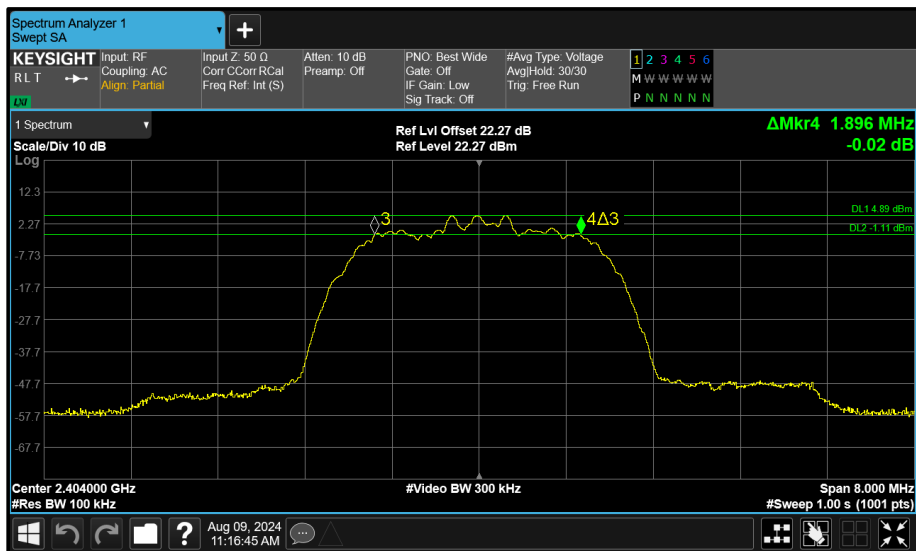 Spectrum Analyzer 1
Swept SA
+
KEYSIGHT
RLT
LXI
Input: RF
Coupling: AC
Align: Partial
Input Z: 50 Ω
Corr CCorr RCal
Freq Ref: Int (S)
Atten: 10 dB
Preamp: Off
PNO: Best Wide
Gate: Off
IF Gain: Low
Sig Track: Off
#Avg Type: Voltage
Avg|Hold: 30/30
Trig: Free Run
1 2 3 4 5 6
M W W W W W
P N N N N N
1 Spectrum
Scale/Div 10 dB
Ref Lvl Offset 22.27 dB
Ref Level 22.27 dBm
ΔMkr4 1.896 MHz
-0.02 dB
Log
12.3
2.27
-7.73
-17.7
-27.7
-37.7
-47.7
-57.7
-67.7
3
4Δ3
DL1 4.89 dBm
DL2 -1.11 dBm
Center 2.404000 GHz
#Video BW 300 kHz
Span 8.000 MHz
#Res BW 100 kHz
#Sweep 1.00 s (1001 pts)
?
Aug 09, 2024
11:16:45 AM